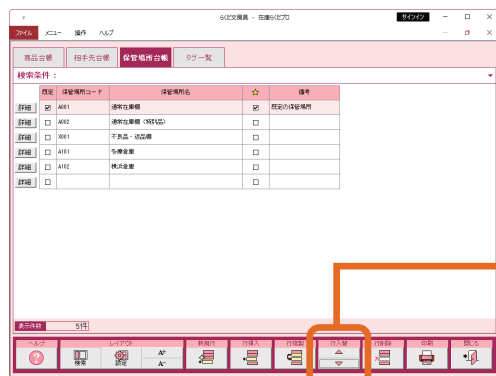 らくだ文房具 - 在庫らくだプロ サインイン
ファイル メニュー 操作 ヘルプ
商品台帳 相手先台帳 保管場所台帳 タグ一覧
検索条件 :
既定 保管場所コード 保管場所名 備考
詳細 A001 通常在庫棚 既定の保管場所
詳細 A002 通常在庫棚（特別品）
詳細 X001 不良品・返品棚
詳細 A101 多摩倉庫
詳細 A102 横浜倉庫
詳細
表示件数 5件
ヘルプ レイアウト 新規行 行挿入 行複製 行入替 行削除 印刷 閉じる
検索 設定 A+
A-